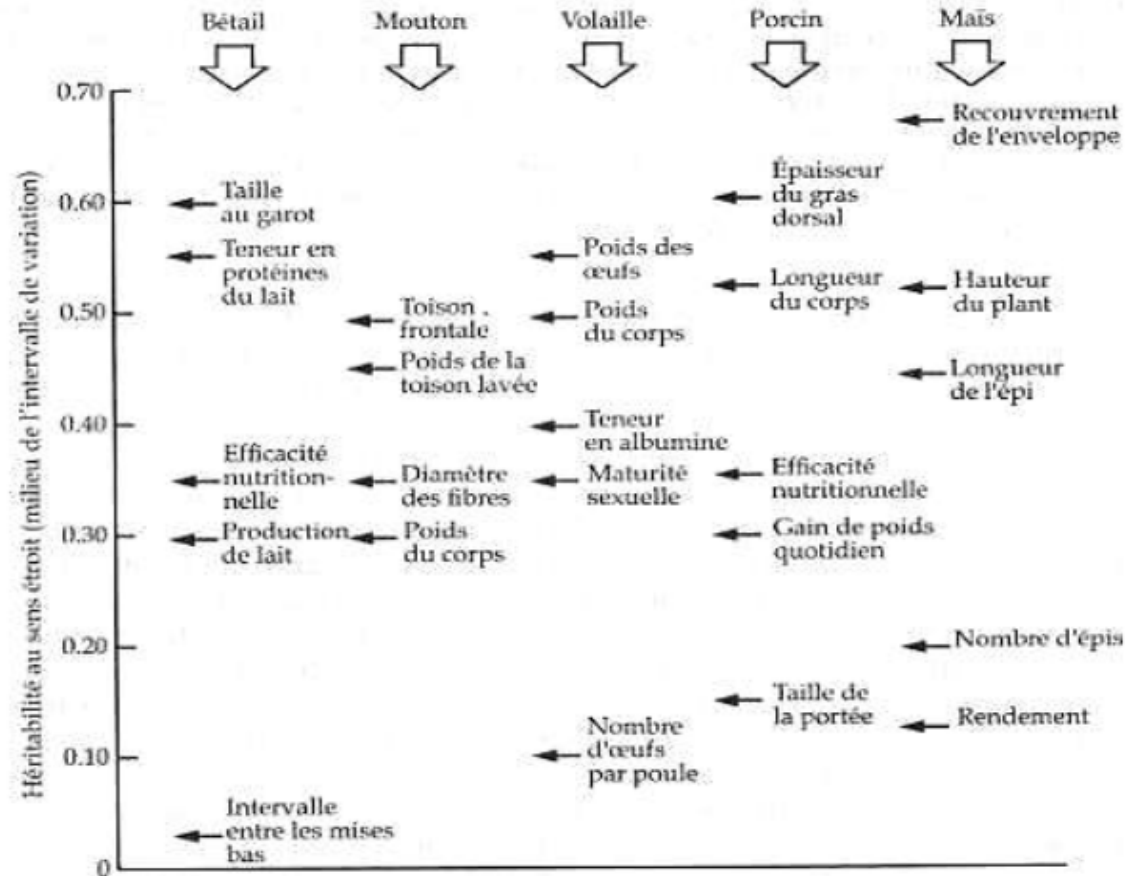 Bétail
Mouton
Volaille
Porcin
Maïs
Héritabilité au sens étroit (milieu de l'intervalle de variation)
0.70
0.60
0.50
0.40
0.30
0.20
0.10
0
Taille
au garot
Teneur en
protéines
du lait
Efficacité
nutrition-
nelle
Production
de lait
Intervalle
entre les mises
bas
Toison .
frontale
Poids de la
toison lavée
Diamètre
des fibres
Poids
du corps
Poids des
œufs
Poids
du corps
Teneur
en albumine
Maturité
sexuelle
Nombre
d'œufs
par poule
Épaisseur
du gras
dorsal
Longueur
du corps
Efficacité
nutritionnelle
Gain de poids
quotidien
Taille de
la portée
Recouvrement
de l'enveloppe
Hauteur
du plant
Longueur
de l'épi
Nombre d'épis
Rendement